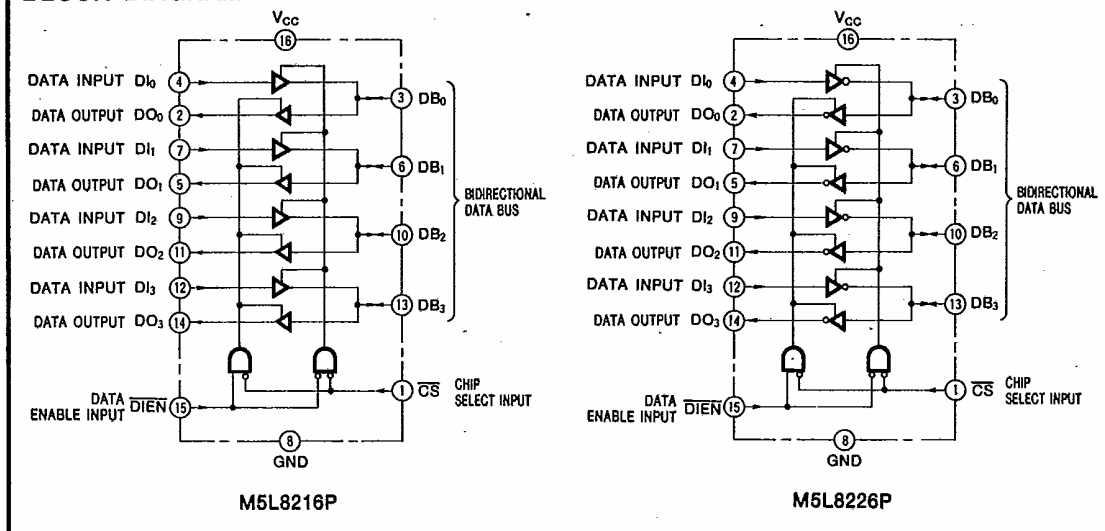 VCC
16
DATA INPUT DI0 4
3 DB0
DATA OUTPUT DO0 2
DATA INPUT DI1 7
6 DB1
DATA OUTPUT DO1 5
DATA INPUT DI2 9
10 DB2
DATA OUTPUT DO2 11
DATA INPUT DI3 12
13 DB3
DATA OUTPUT DO3 14
BIDIRECTIONAL
DATA BUS
1 CS
CHIP
SELECT INPUT
DATA
ENABLE INPUT DIEN 15
8
GND
M5L8216P
VCC
16
DATA INPUT DI0 4
3 DB0
DATA OUTPUT DO0 2
DATA INPUT DI1 7
6 DB1
DATA OUTPUT DO1 5
DATA INPUT DI2 9
10 DB2
DATA OUTPUT DO2 11
DATA INPUT DI3 12
13 DB3
DATA OUTPUT DO3 14
BIDIRECTIONAL
DATA BUS
1 CS
CHIP
SELECT INPUT
DATA
ENABLE INPUT DIEN 15
8
GND
M5L8226P